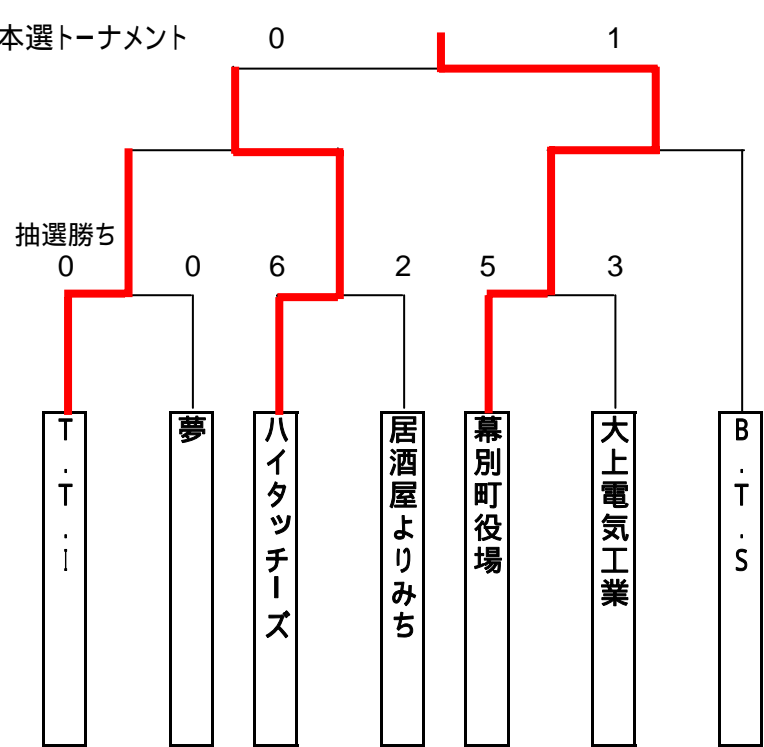 本選トーナメント 0 1
抽選勝ち
0 0 6 2 5 3
T.T.I
夢
ハイタッチーズ
居酒屋よりみち
幕別町役場
大上電気工業
B.T.S